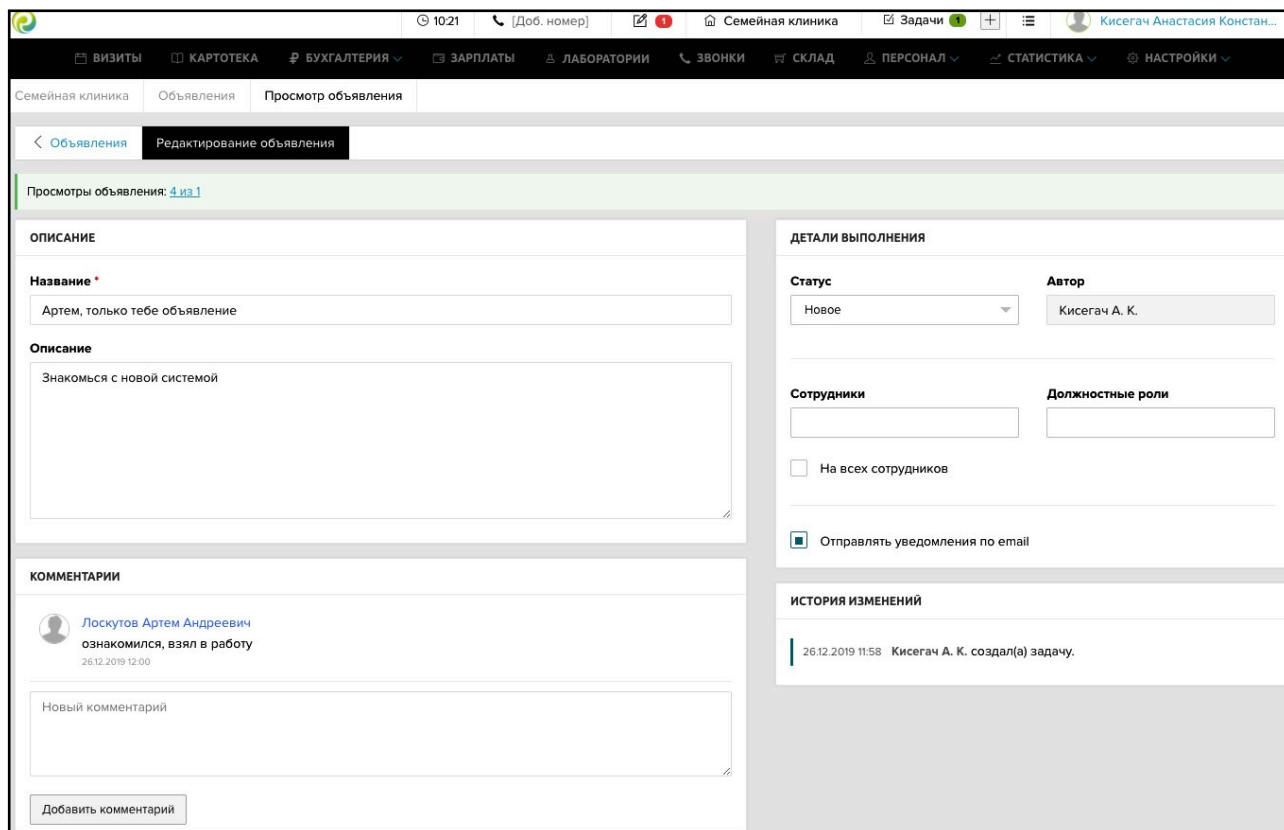 10:21 [Доб. номер] 1 Семейная клиника Задачи 1 + Кисегач Анастасия Констан...
ВИЗИТЫ КАРТОТЕКА ₽ БУХГАЛТЕРИЯ ЗАРПЛАТЫ ЛАБОРАТОРИИ ЗВОНКИ СКЛАД ПЕРСОНАЛ СТАТИСТИКА НАСТРОЙКИ
Семейная клиника Объявления Просмотр объявления
Объявления Редактирование объявления
Просмотры объявления: 4 из 1
ОПИСАНИЕ
Название *
Артем, только тебе объявление
Описание
Знакомься с новой системой
КОММЕНТАРИИ
Лоскутов Артем Андреевич
ознакомился, взял в работу
26.12.2019 12:00
Новый комментарий
Добавить комментарий
ДЕТАЛИ ВЫПОЛНЕНИЯ
Статус Автор
Новое Кисегач А. К.
Сотрудники Должностные роли
На всех сотрудников
Отправлять уведомления по email
ИСТОРИЯ ИЗМЕНЕНИЙ
26.12.2019 11:58 Кисегач А. К. создал(а) задачу.